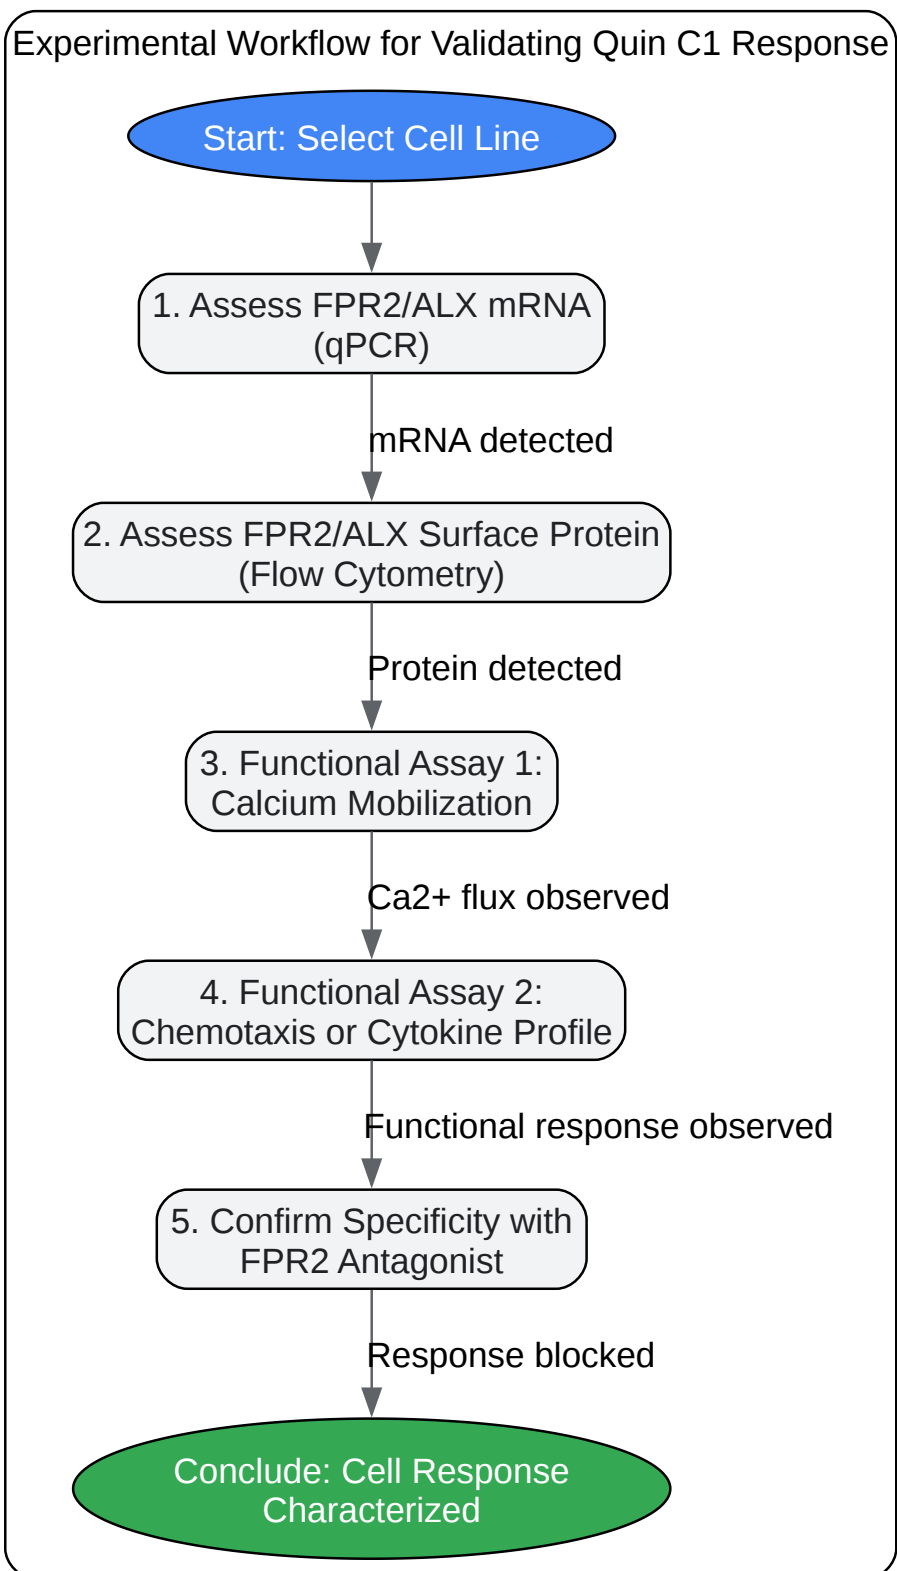 Experimental Workflow for Validating Quin C1 Response
Start: Select Cell Line
1. Assess FPR2/ALX mRNA
(qPCR)
mRNA detected
2. Assess FPR2/ALX Surface Protein
(Flow Cytometry)
Protein detected
3. Functional Assay 1:
Calcium Mobilization
Ca2+ flux observed
4. Functional Assay 2:
Chemotaxis or Cytokine Profile
Functional response observed
5. Confirm Specificity with
FPR2 Antagonist
Response blocked
Conclude: Cell Response
Characterized